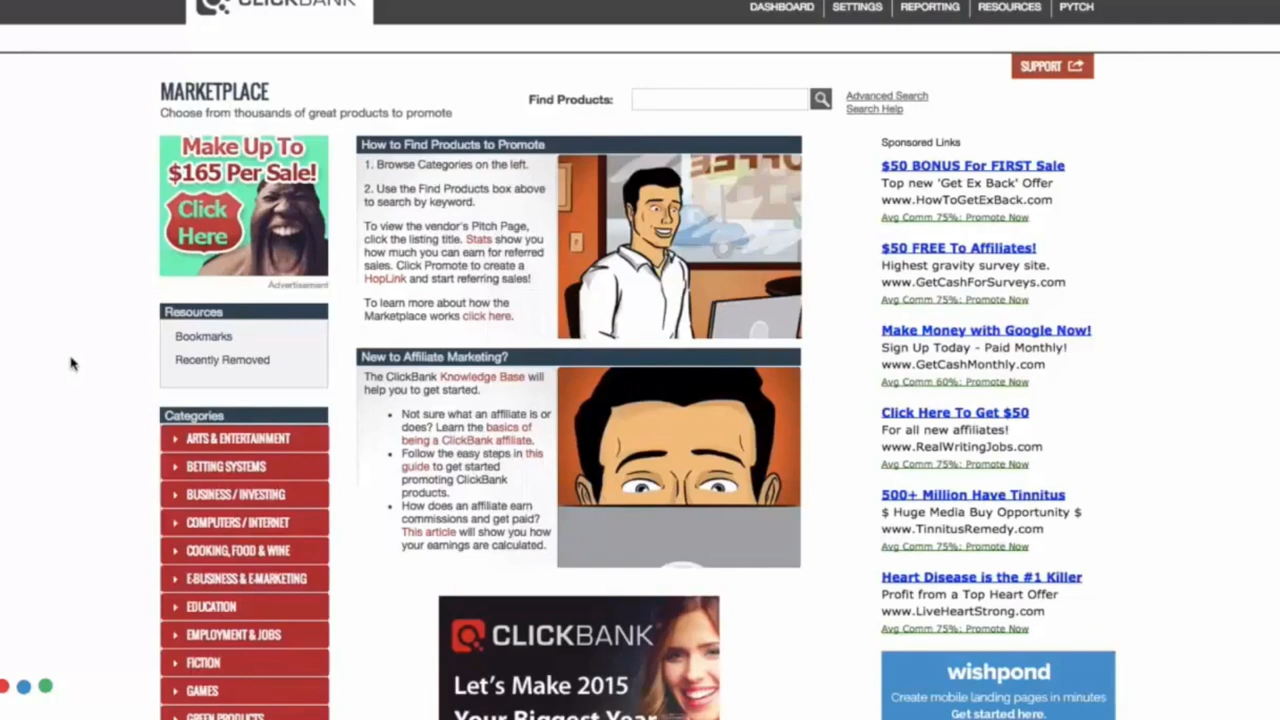 CLICKBANK
DASHBOARD
SETTINGS
REPORTING
RESOURCES
PYTCH
SUPPORT
MARKETPLACE
Choose from thousands of great products to promote
Find Products:
Advanced Search
Search Help
Make Up To
$165 Per Sale!
Click
Here
Advertisement
Resources
Bookmarks
Recently Removed
Categories
ARTS & ENTERTAINMENT
BETTING SYSTEMS
BUSINESS / INVESTING
COMPUTERS / INTERNET
COOKING, FOOD & WINE
E-BUSINESS & E-MARKETING
EDUCATION
EMPLOYMENT & JOBS
FICTION
GAMES
GREEN PRODUCTS
How to Find Products to Promote
1. Browse Categories on the left.
2. Use the Find Products box above
to search by keyword.
To view the vendor's Pitch Page,
click the listing title. Stats show you
how much you can earn for referred
sales. Click Promote to create a
HopLink and start referring sales!
To learn more about how the
Marketplace works click here.
COFFEE
New to Affiliate Marketing?
The ClickBank Knowledge Base will
help you to get started.
• Not sure what an affiliate is or
does? Learn the basics of
being a ClickBank affiliate.
• Follow the easy steps in this
guide to get started
promoting ClickBank
products.
• How does an affiliate earn
commissions and get paid?
This article will show you how
your earnings are calculated.
CLICKBANK
Let's Make 2015
Your Biggest Year
Sponsored Links
$50 BONUS For FIRST Sale
Top new 'Get Ex Back' Offer
www.HowToGetExBack.com
Avg Comm 75%: Promote Now
$50 FREE To Affiliates!
Highest gravity survey site.
www.GetCashForSurveys.com
Avg Comm 75%: Promote Now
Make Money with Google Now!
Sign Up Today - Paid Monthly!
www.GetCashMonthly.com
Avg Comm 60%: Promote Now
Click Here To Get $50
For all new affiliates!
www.RealWritingJobs.com
Avg Comm 75%: Promote Now
500+ Million Have Tinnitus
$ Huge Media Buy Opportunity $
www.TinnitusRemedy.com
Avg Comm 75%: Promote Now
Heart Disease is the #1 Killer
Profit from a Top Heart Offer
www.LiveHeartStrong.com
Avg Comm 75%: Promote Now
wishpond
Create mobile landing pages in minutes
Get started here.